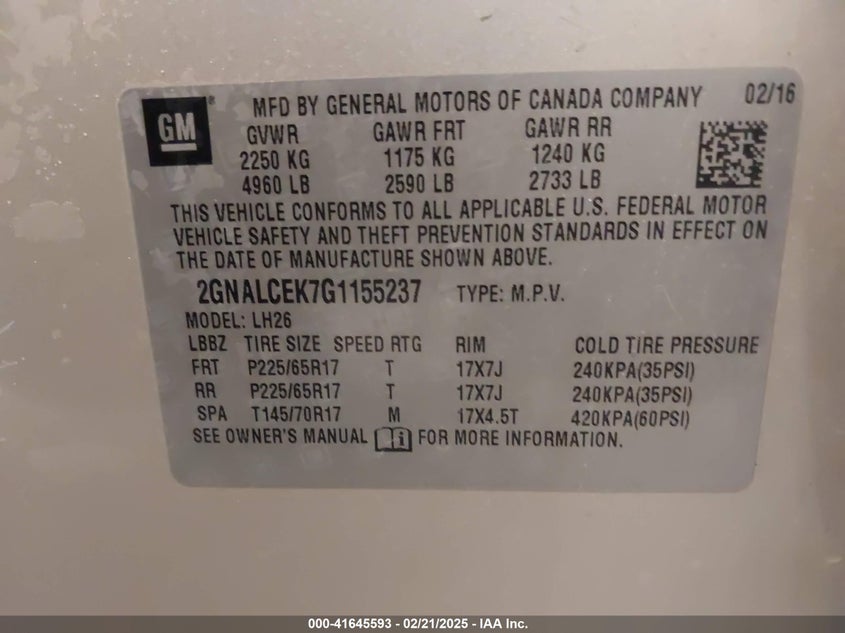 GM ® MFD BY GENERAL MOTORS OF CANADA COMPANY 02/16
GVWR GAWR FRT GAWR RR
2250 KG 1175 KG 1240 KG
4960 LB 2590 LB 2733 LB
THIS VEHICLE CONFORMS TO ALL APPLICABLE U.S. FEDERAL MOTOR
VEHICLE SAFETY AND THEFT PREVENTION STANDARDS IN EFFECT ON
THE DATE OF MANUFACTURE SHOWN ABOVE.
2GNALCEK7G1155237 TYPE: M.P.V.
MODEL: LH26
LBBZ TIRE SIZE SPEED RTG RIM COLD TIRE PRESSURE
FRT P225/65R17 T 17X7J 240KPA(35PSI)
RR P225/65R17 T 17X7J 240KPA(35PSI)
SPA T145/70R17 M 17X4.5T 420KPA(60PSI)
SEE OWNER'S MANUAL FOR MORE INFORMATION.
000-41645593 - 02/21/2025 - IAA Inc.